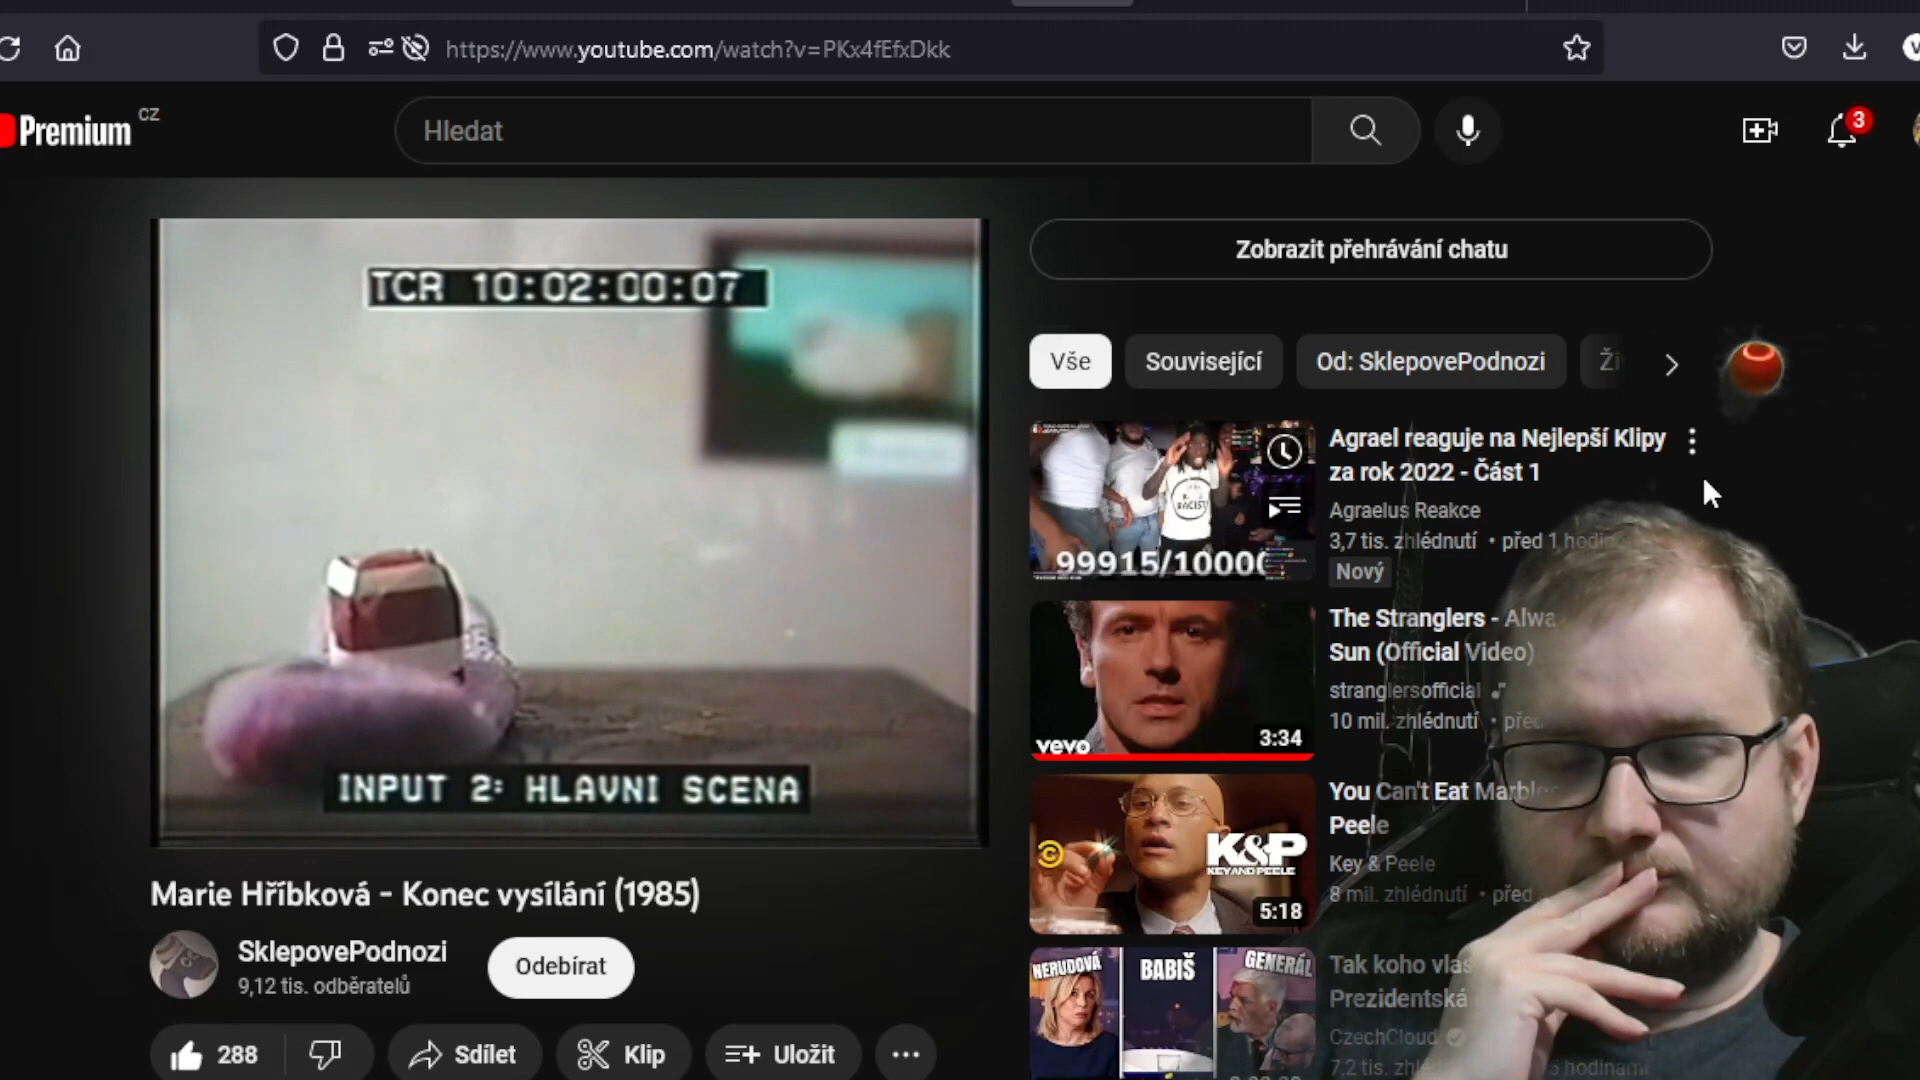 https://www.youtube.com/watch?v=PKx4fEfxDkk
Premium CZ
Hledat
3
TCR 10:02:00:07
INPUT 2: HLAVNI SCENA
Marie Hříbková - Konec vysílání (1985)
SklepovePodnozi
9,12 tis. odběratelů
Odebírat
288
Sdílet
Klip
Uložit
Zobrazit přehrávání chatu
Vše
Související
Od: SklepovePodnozi
99915/1000
Agrael reaguje na Nejlepší Klipy
za rok 2022 - Část 1
Agraelus Reakce
3,7 tis. zhlédnutí • před 1
Nový
vevo
3:34
The Stranglers -
Sun (Official Video)
stranglersofficial
10 mil. zhlédnutí •
K&P
KEY AND PEELE
5:18
You Can't Eat
Peele
Key & Peele
8 mil. zhlédnutí • před
NERUDOVÁ
BABIŠ
GENERÁL
Tak koho
Prezidentská
CzechCloud
7,2 tis.